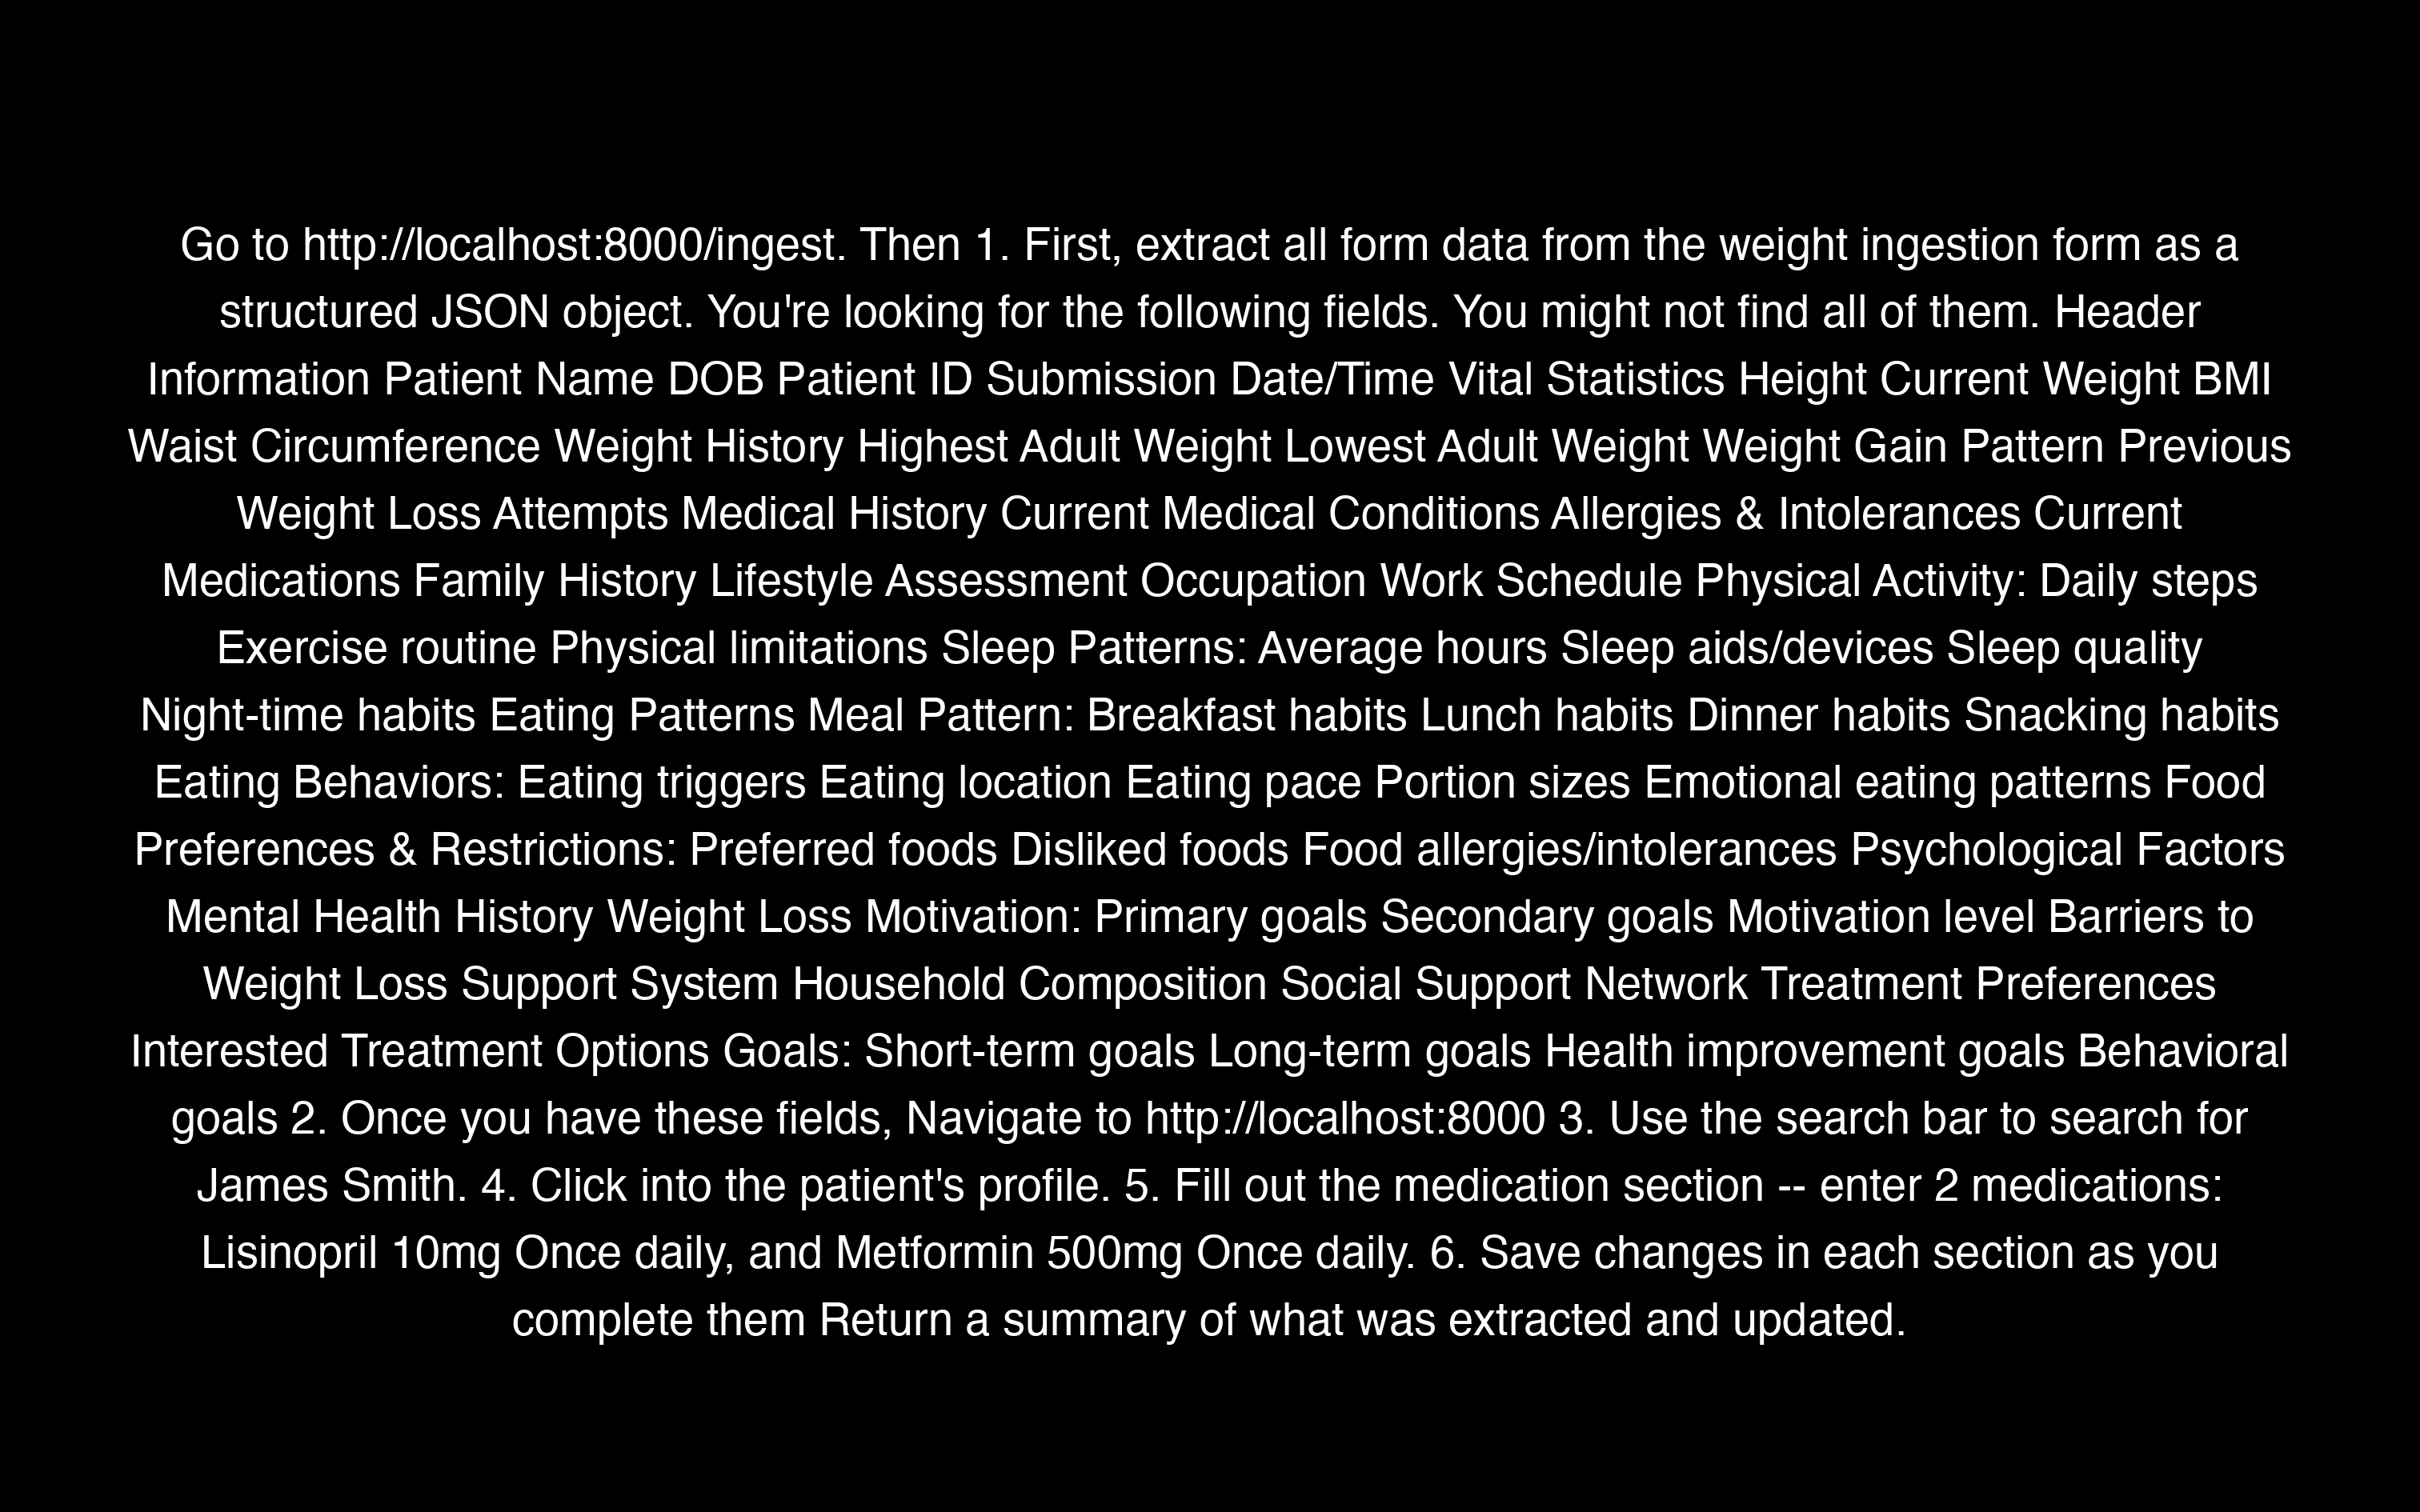 Go to http://localhost:8000/ingest. Then 1. First, extract all form data from the weight ingestion form as a
structured JSON object. You're looking for the following fields. You might not find all of them. Header
Information Patient Name DOB Patient ID Submission Date/Time Vital Statistics Height Current Weight BMI
Waist Circumference Weight History Highest Adult Weight Lowest Adult Weight Weight Gain Pattern Previous
Weight Loss Attempts Medical History Current Medical Conditions Allergies & Intolerances Current
Medications Family History Lifestyle Assessment Occupation Work Schedule Physical Activity: Daily steps
Exercise routine Physical limitations Sleep Patterns: Average hours Sleep aids/devices Sleep quality
Night-time habits Eating Patterns Meal Pattern: Breakfast habits Lunch habits Dinner habits Snacking habits
Eating Behaviors: Eating triggers Eating location Eating pace Portion sizes Emotional eating patterns Food
Preferences & Restrictions: Preferred foods Disliked foods Food allergies/intolerances Psychological Factors
Mental Health History Weight Loss Motivation: Primary goals Secondary goals Motivation level Barriers to
Weight Loss Support System Household Composition Social Support Network Treatment Preferences
Interested Treatment Options Goals: Short-term goals Long-term goals Health improvement goals Behavioral
goals 2. Once you have these fields, Navigate to http://localhost:8000 3. Use the search bar to search for
James Smith. 4. Click into the patient's profile. 5. Fill out the medication section -- enter 2 medications:
Lisinopril 10mg Once daily, and Metformin 500mg Once daily. 6. Save changes in each section as you
complete them Return a summary of what was extracted and updated.